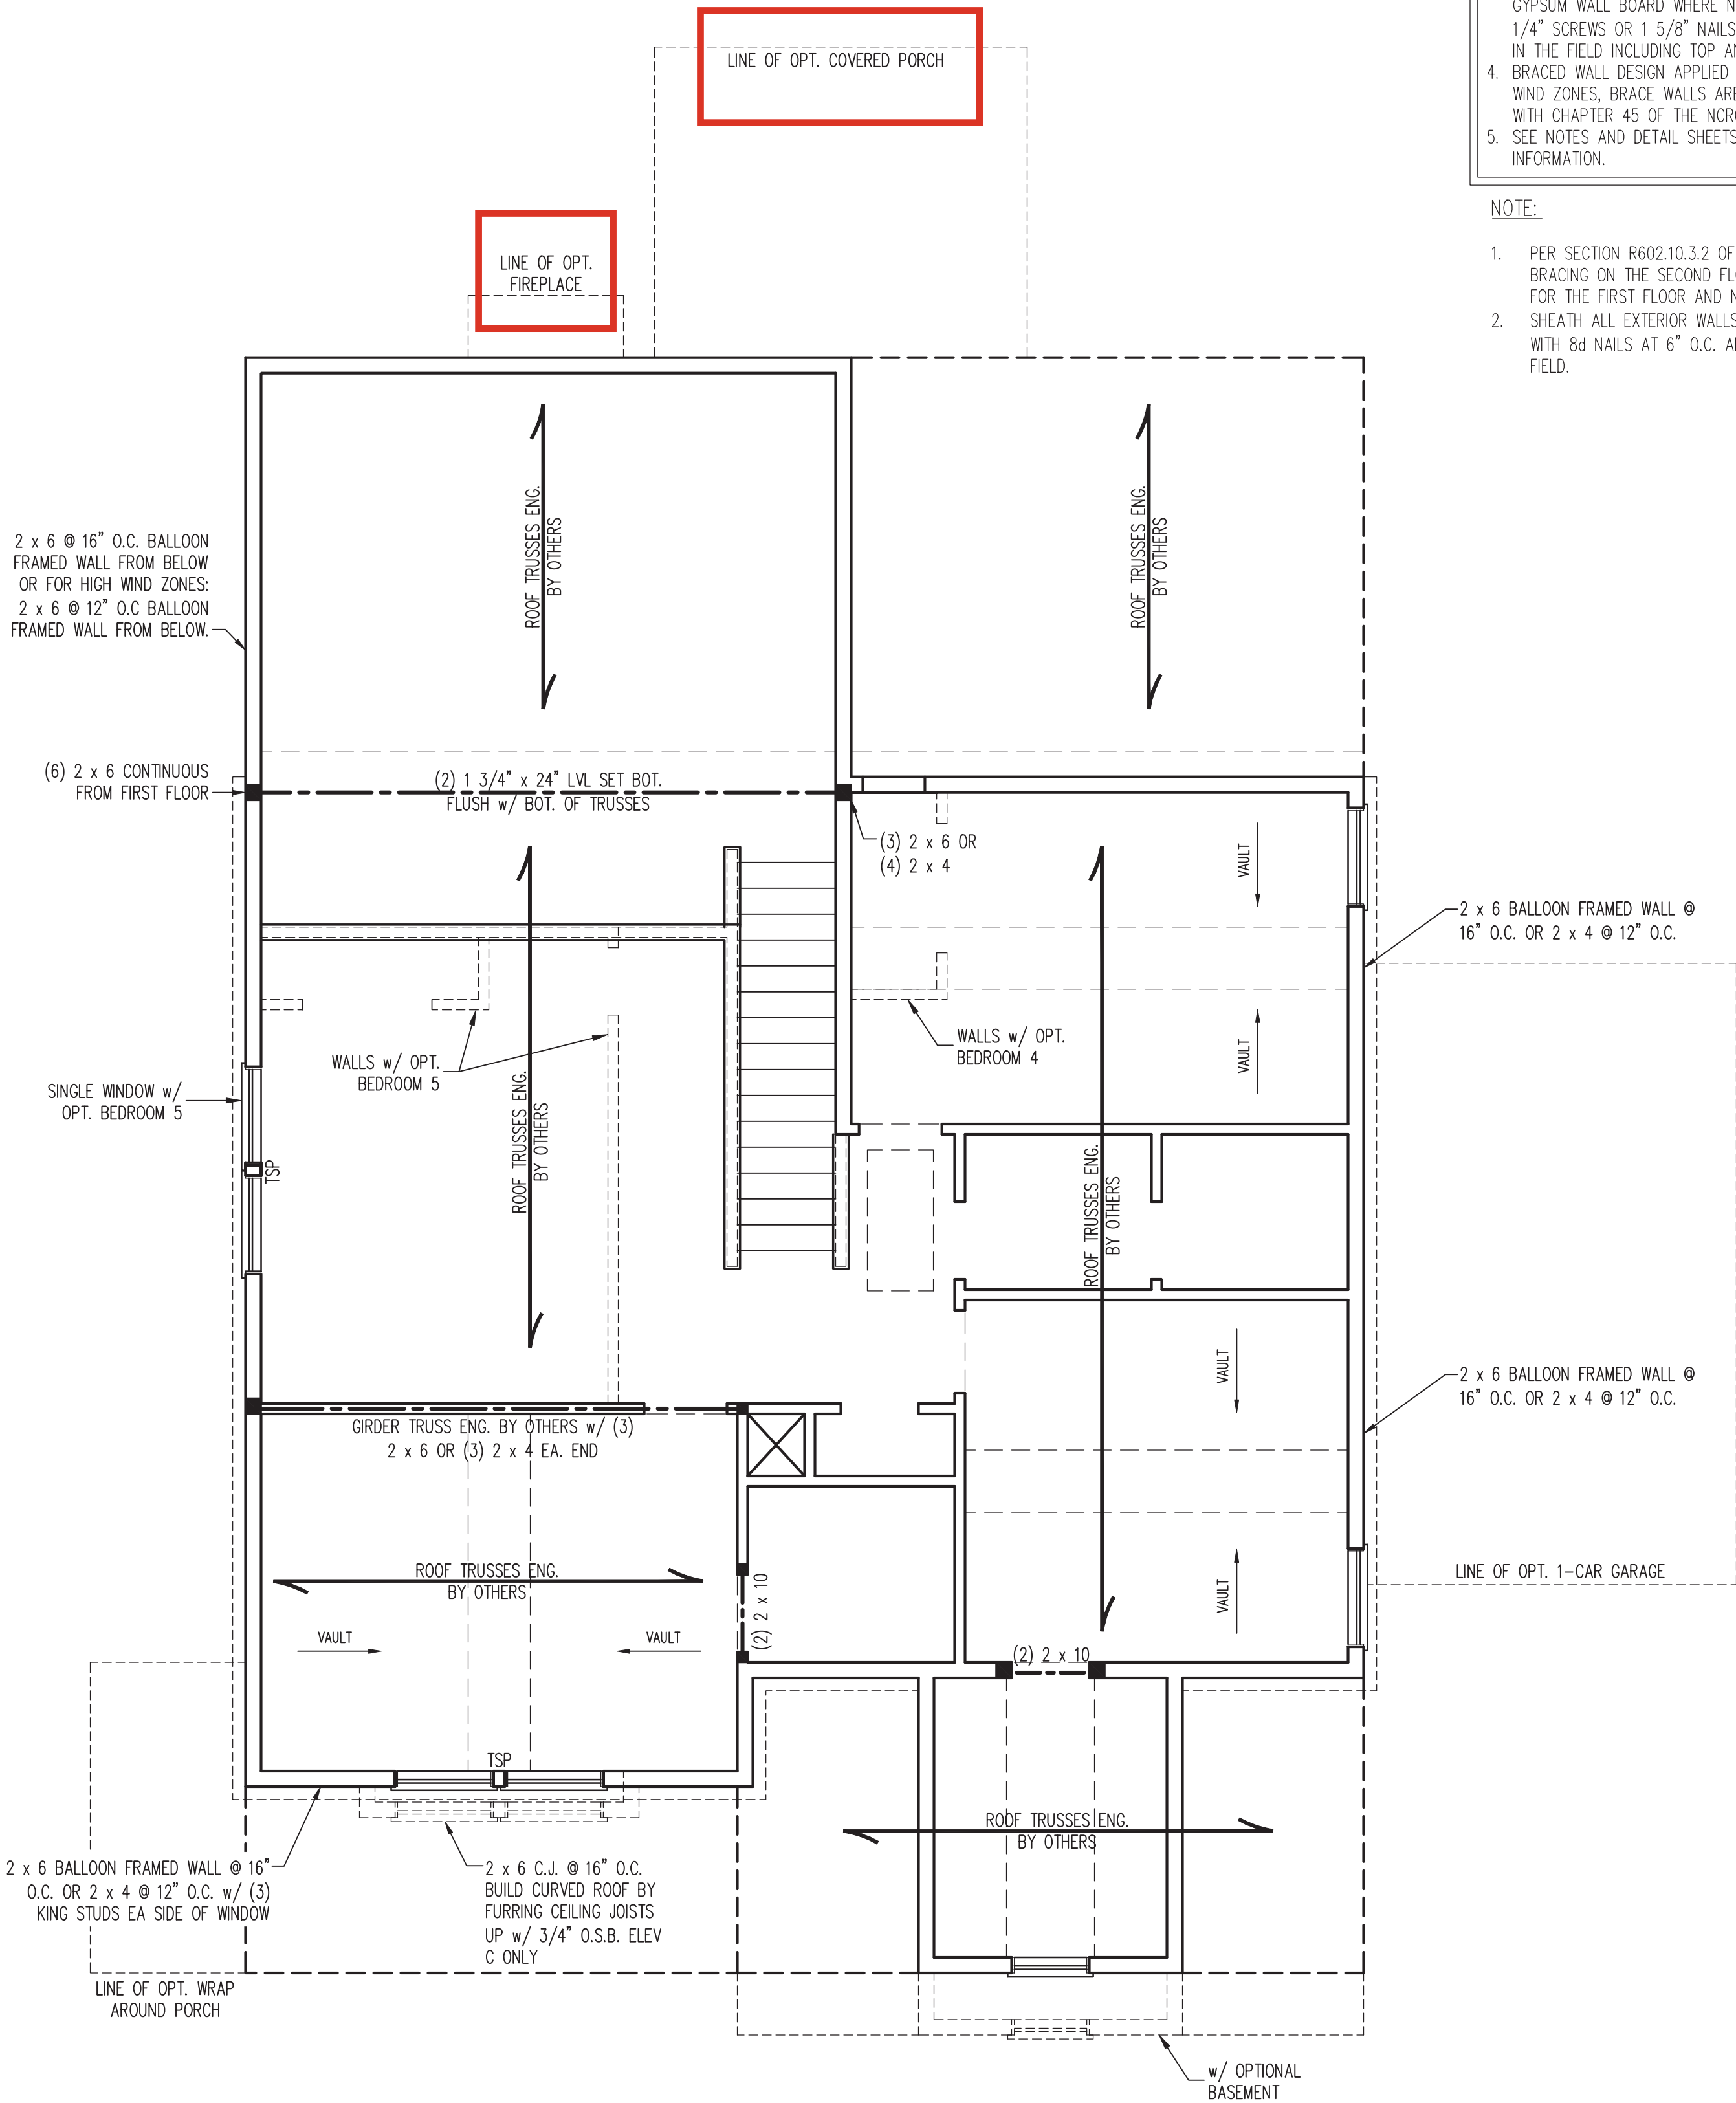 GYPSUM WALL BOARD WHERE
1/4" SCREWS OR 1 5/8" NAILS
IN THE FIELD INCLUDING TOP
4. BRACED WALL DESIGN APPLIED
WIND ZONES, BRACE WALLS ARE
WITH CHAPTER 45 OF THE
5. SEE NOTES AND DETAIL SHEETS
INFORMATION.
NOTE:
1. PER SECTION R602.10.3.2 OF
BRACING ON THE SECOND
FOR THE FIRST FLOOR AND
2. SHEATH ALL EXTERIOR WALLS
WITH 8d NAILS AT 6" O.C.
FIELD.
LINE OF OPT. COVERED PORCH
LINE OF OPT.
FIREPLACE
ROOF TRUSSES ENG.
BY OTHERS
ROOF TRUSSES ENG.
BY OTHERS
2 x 6 @ 16" O.C. BALLOON
FRAMED WALL FROM BELOW
OR FOR HIGH WIND ZONES:
2 x 6 @ 12" O.C BALLOON
FRAMED WALL FROM BELOW.
(6) 2 x 6 CONTINUOUS
FROM FIRST FLOOR
(2) 1 3/4" x 24" LVL SET BOT.
FLUSH w/ BOT. OF TRUSSES
(3) 2 x 6 OR
(4) 2 x 4
VAULT
2 x 6 BALLOON FRAMED WALL @
16" O.C. OR 2 x 4 @ 12" O.C.
WALLS w/ OPT.
BEDROOM 5
WALLS w/ OPT.
BEDROOM 4
VAULT
SINGLE WINDOW w/
OPT. BEDROOM 5
TSP
ROOF TRUSSES ENG.
BY OTHERS
ROOF TRUSSES ENG.
BY OTHERS
VAULT
2 x 6 BALLOON FRAMED WALL @
16" O.C. OR 2 x 4 @ 12" O.C.
GIRDER TRUSS ENG. BY OTHERS w/ (3)
2 x 6 OR (3) 2 x 4 EA. END
ROOF TRUSSES ENG.
BY OTHERS
VAULT
VAULT
(2) 2 x 10
VAULT
LINE OF OPT. 1-CAR GARAGE
(2) 2 x 10
TSP
ROOF TRUSSES ENG.
BY OTHERS
2 x 6 BALLOON FRAMED WALL @ 16"
O.C. OR 2 x 4 @ 12" O.C. w/ (3)
KING STUDS EA SIDE OF WINDOW
2 x 6 C.J. @ 16" O.C.
BUILD CURVED ROOF BY
FURRING CEILING JOISTS
UP w/ 3/4" O.S.B. ELEV
C ONLY
LINE OF OPT. WRAP
AROUND PORCH
w/ OPTIONAL
BASEMENT